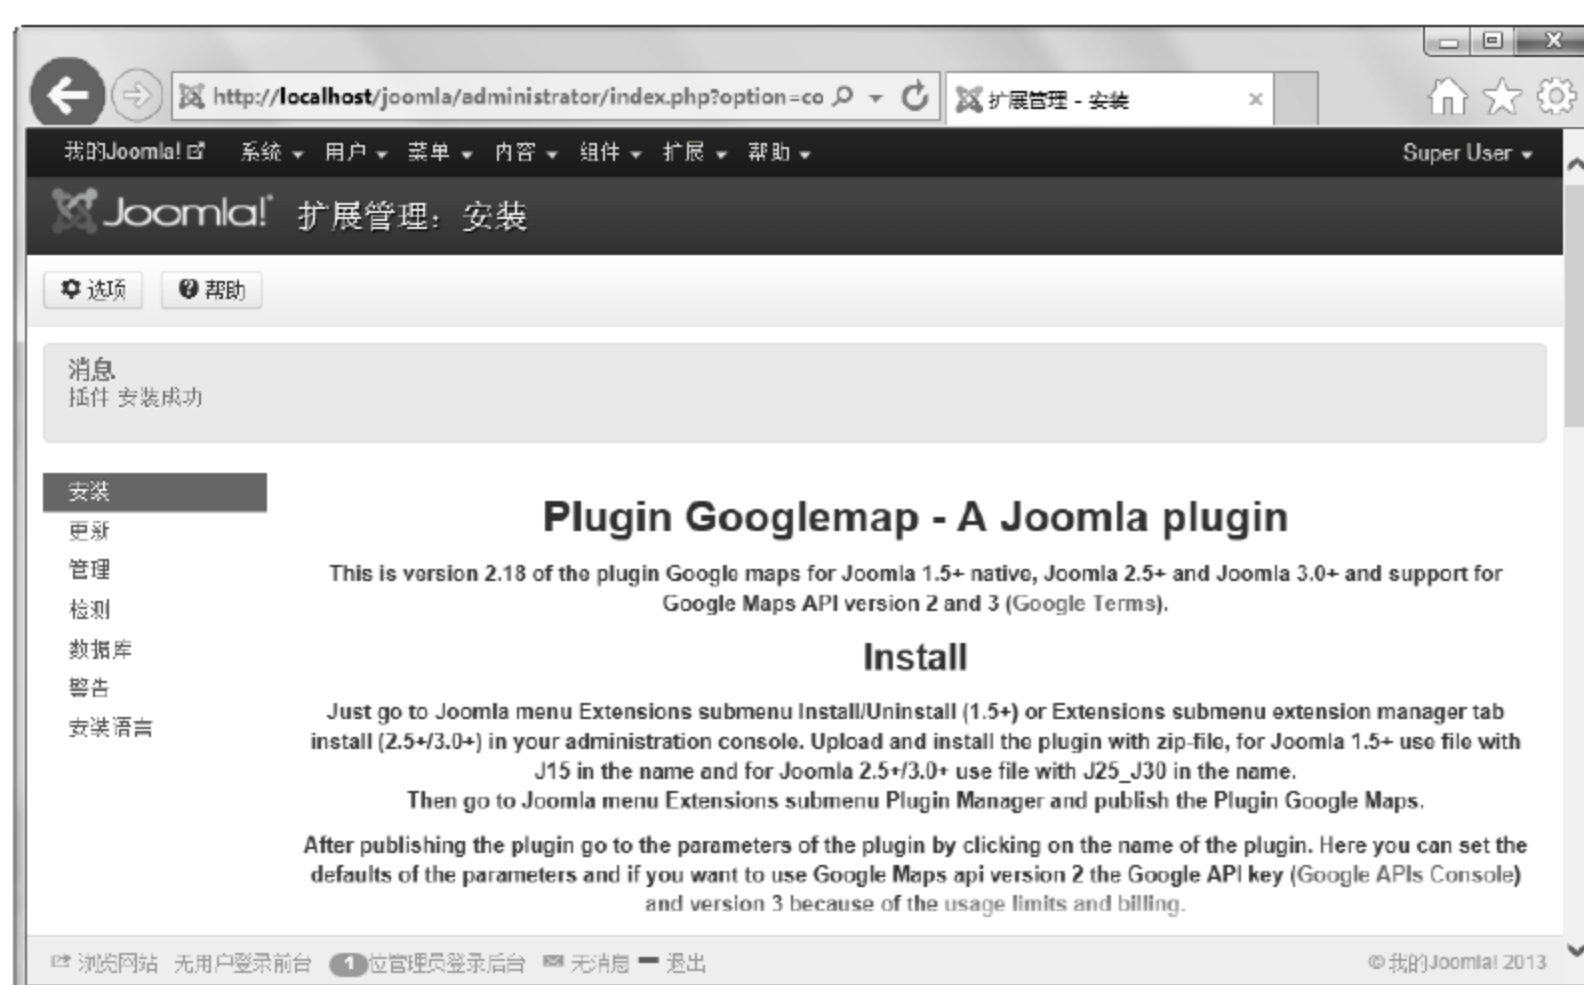 http://localhost/joomla/administrator/index.php?option=co
扩展管理 - 安装
我的Joomla! 系统 用户 菜单 内容 组件 扩展 帮助 Super User
Joomla! 扩展管理：安装
选项 帮助
消息
插件 安装成功
安装
更新
管理
检测
数据库
警告
安装语言
Plugin Googlemap - A Joomla plugin
This is version 2.18 of the plugin Google maps for Joomla 1.5+ native, Joomla 2.5+ and Joomla 3.0+ and support for
Google Maps API version 2 and 3 (Google Terms).
Install
Just go to Joomla menu Extensions submenu Install/Uninstall (1.5+) or Extensions submenu extension manager tab
install (2.5+/3.0+) in your administration console. Upload and install the plugin with zip-file, for Joomla 1.5+ use file with
J15 in the name and for Joomla 2.5+/3.0+ use file with J25_J30 in the name.
Then go to Joomla menu Extensions submenu Plugin Manager and publish the Plugin Google Maps.
After publishing the plugin go to the parameters of the plugin by clicking on the name of the plugin. Here you can set the
defaults of the parameters and if you want to use Google Maps api version 2 the Google API key (Google APIs Console)
and version 3 because of the usage limits and billing.
浏览网站 无用户登录前台 1 位管理员登录后台 无消息 退出 © 我的Joomla! 2013